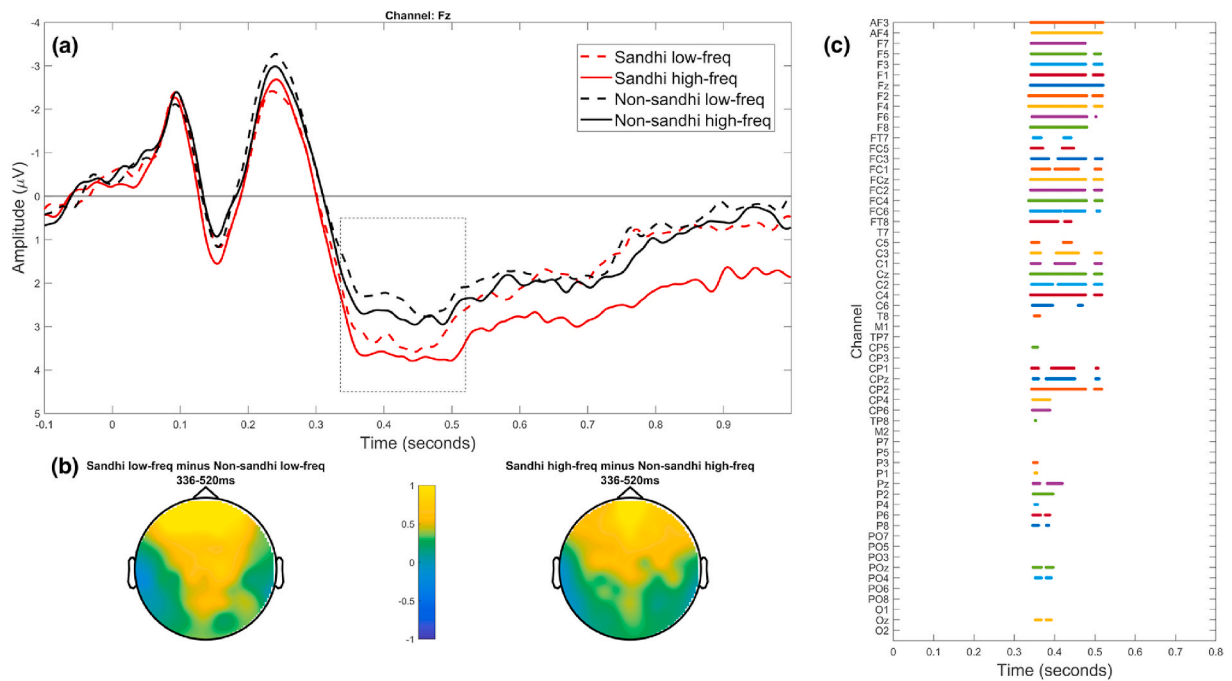 Channel: Fz
(a)
-4
-3
-2
-1
0
1
2
3
4
5
Amplitude (μV)
Sandhi low-freq
Sandhi high-freq
Non-sandhi low-freq
Non-sandhi high-freq
-0.1 0 0.1 0.2 0.3 0.4 0.5 0.6 0.7 0.8 0.9
Time (seconds)
(b)
Sandhi low-freq minus Non-sandhi low-freq
336-520ms
1
0.5
0
-0.5
-1
Sandhi high-freq minus Non-sandhi high-freq
336-520ms
(c)
Channel
AF3
AF4
F7
F5
F3
F1
Fz
F2
F4
F6
F8
FT7
FC5
FC3
FC1
FCz
FC2
FC4
FC6
FT8
T7
C5
C3
C1
Cz
C2
C4
C6
T8
M1
TP7
CP5
CP3
CP1
CPz
CP2
CP4
CP6
TP8
M2
P7
P5
P3
P1
Pz
P2
P4
P6
P8
PO7
PO5
PO3
POz
PO4
PO6
PO8
O1
Oz
O2
0 0.1 0.2 0.3 0.4 0.5 0.6 0.7 0.8
Time (seconds)